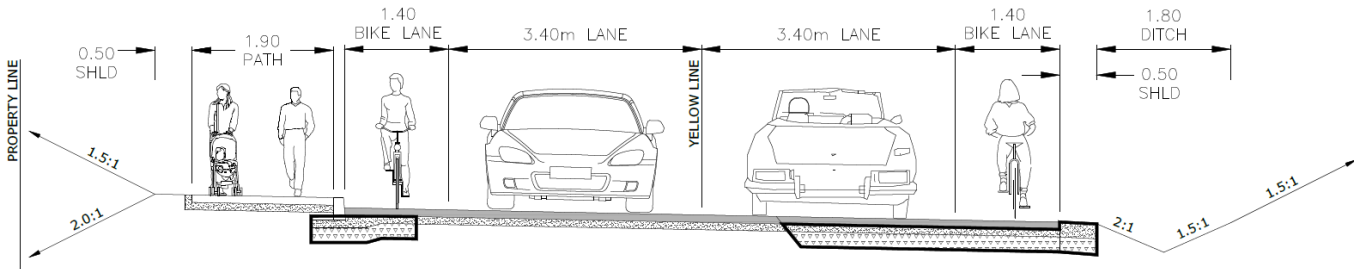 PROPERTY LINE
0.50
SHLD
1.90
PATH
1.40
BIKE LANE
3.40m LANE
YELLOW LINE
3.40m LANE
1.40
BIKE LANE
1.80
DITCH
0.50
SHLD
1.5:1
2.0:1
2:1
1.5:1
1.5:1